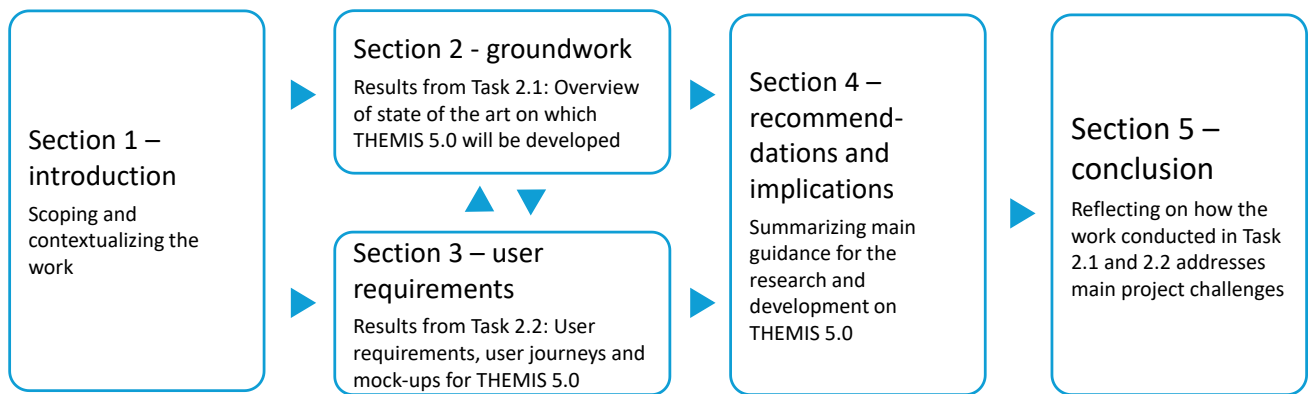 Section 1 –
introduction
Scoping and
contextualizing the
work
Section 2 - groundwork
Results from Task 2.1: Overview
of state of the art on which
THEMIS 5.0 will be developed
Section 3 – user
requirements
Results from Task 2.2: User
requirements, user journeys and
mock-ups for THEMIS 5.0
Section 4 –
recommend-
dations and
implications
Summarizing main
guidance for the
research and
development on
THEMIS 5.0
Section 5 –
conclusion
Reflecting on how the
work conducted in Task
2.1 and 2.2 addresses
main project challenges